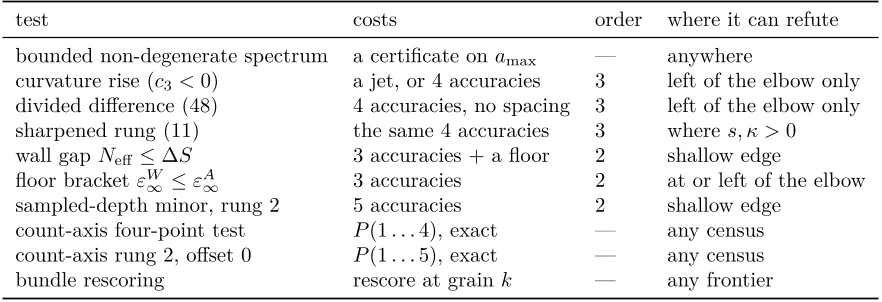 test costs order where it can refute
bounded non-degenerate spectrum a certificate on a_max — anywhere
curvature rise (c₃ < 0) a jet, or 4 accuracies 3 left of the elbow only
divided difference (48) 4 accuracies, no spacing 3 left of the elbow only
sharpened rung (11) the same 4 accuracies 3 where s, κ > 0
wall gap N_eff ≤ ΔS 3 accuracies + a floor 2 shallow edge
floor bracket ε_∞^W ≤ ε_∞^A 3 accuracies 2 at or left of the elbow
sampled-depth minor, rung 2 5 accuracies 2 shallow edge
count-axis four-point test P(1 … 4), exact — any census
count-axis rung 2, offset 0 P(1 … 5), exact — any census
bundle rescoring rescore at grain k — any frontier